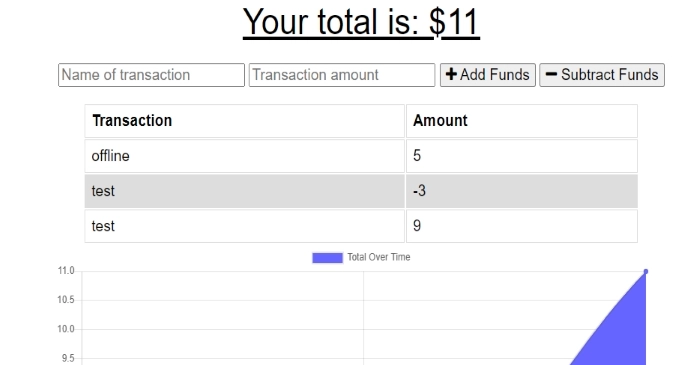 Your total is: $11
Name of transaction Transaction amount + Add Funds − Subtract Funds
Transaction Amount
offline 5
test -3
test 9
Total Over Time
11.0
10.5
10.0
9.5